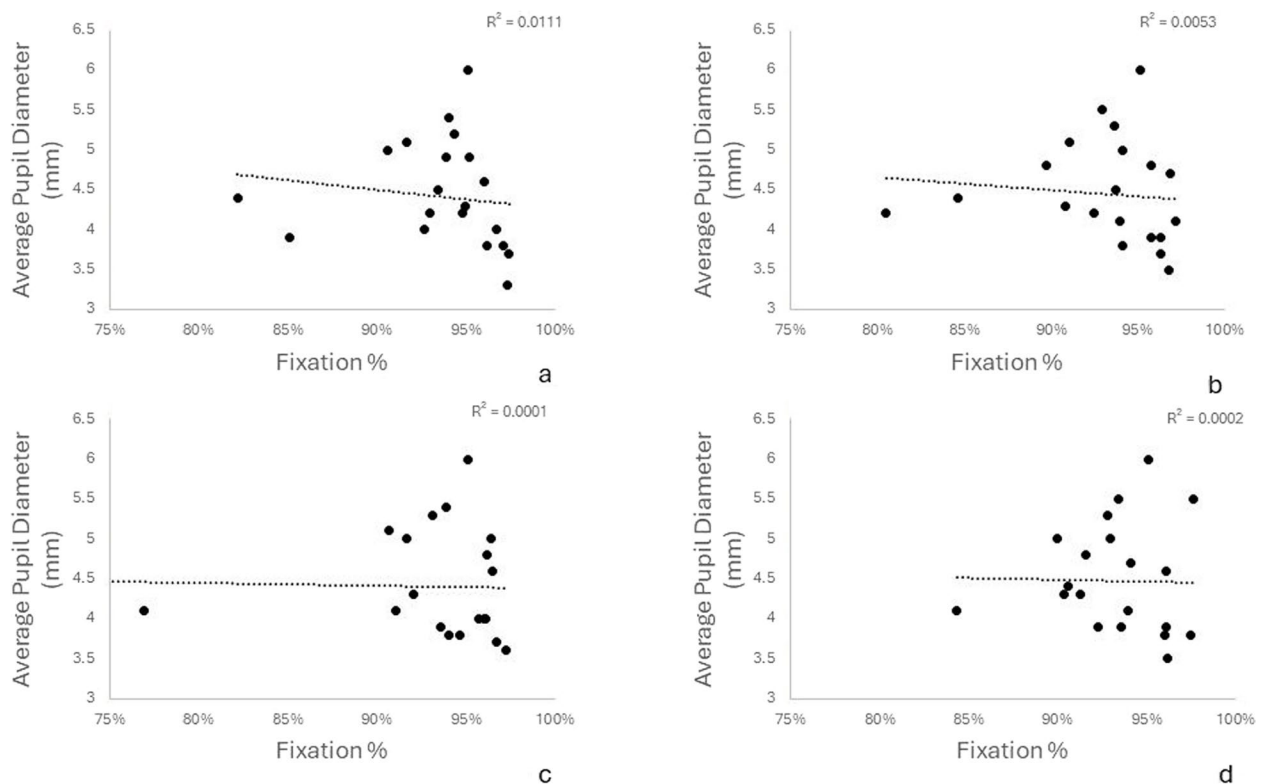 R² = 0.0111
6.5
6
5.5
5
4.5
4
3.5
3
Average Pupil Diameter
(mm)
75% 80% 85% 90% 95% 100%
Fixation %
a
R² = 0.0053
6.5
6
5.5
5
4.5
4
3.5
3
Average Pupil Diameter
(mm)
75% 80% 85% 90% 95% 100%
Fixation %
b
R² = 0.0001
6.5
6
5.5
5
4.5
4
3.5
3
Average Pupil Diameter
(mm)
75% 80% 85% 90% 95% 100%
Fixation %
c
R² = 0.0002
6.5
6
5.5
5
4.5
4
3.5
3
Average Pupil Diameter
(mm)
75% 80% 85% 90% 95% 100%
Fixation %
d